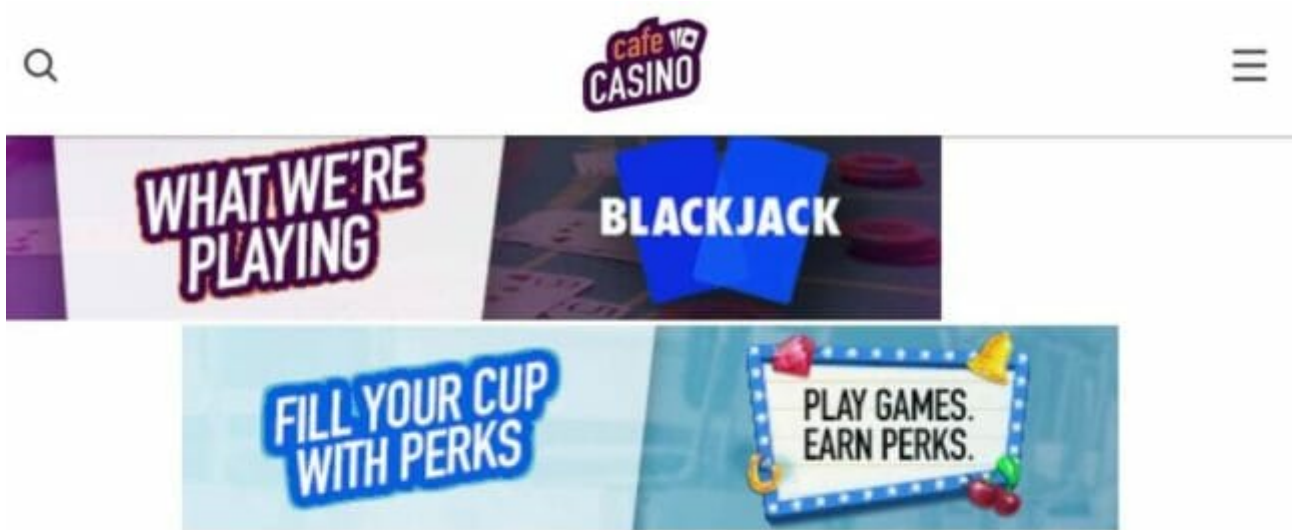 cafe
CASINO
WHAT WE'RE
PLAYING
BLACKJACK
FILL YOUR CUP
WITH PERKS
PLAY GAMES.
EARN PERKS.